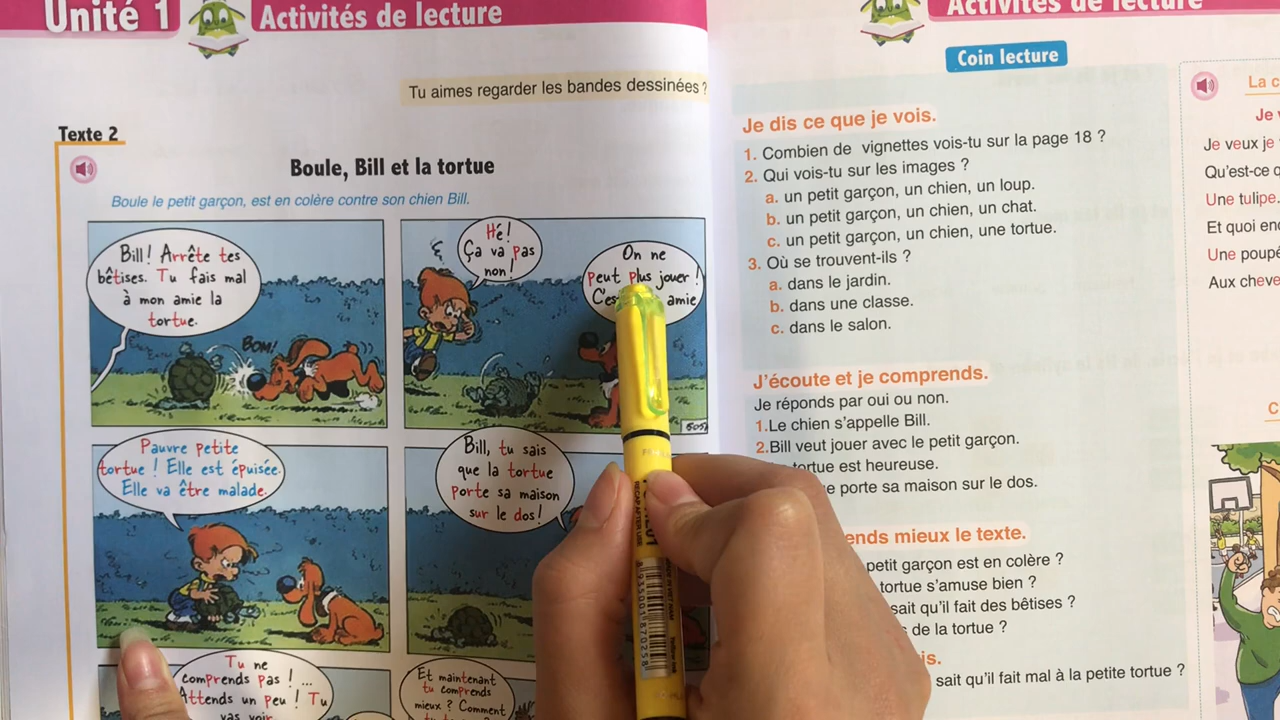 Unité 1
Activités de lecture
Tu aimes regarder les bandes dessinées ?
Texte 2
Boule, Bill et la tortue
Boule le petit garçon, est en colère contre son chien Bill.
Bill! Arrête tes
bêtises. Tu fais mal
à mon amie la
tortue.
BOM!
Hé!
Ça va pas
non!
On ne
peut plus jouer !
amie
Pauvre petite
tortue ! Elle est épuisée.
Elle va être malade.
Bill, tu sais
que la tortue
porte sa maison
sur le dos!
Tu ne
comprends pas ! ...
Attends un peu ! Tu
vas voir
Et maintenant
tu comprends
mieux ? Comment
Activités de lecture
Coin lecture
Je dis ce que je vois.
1. Combien de vignettes vois-tu sur la page 18 ?
2. Qui vois-tu sur les images ?
a. un petit garçon, un chien, un loup.
b. un petit garçon, un chien, un chat.
c. un petit garçon, un chien, une tortue.
3. Où se trouvent-ils ?
a. dans le jardin.
b. dans une classe.
c. dans le salon.
J'écoute et je comprends.
Je réponds par oui ou non.
1.Le chien s'appelle Bill.
2.Bill veut jouer avec le petit garçon.
tortue est heureuse.
porte sa maison sur le dos.
mieux le texte.
petit garçon est en colère ?
tortue s'amuse bien ?
sait qu'il fait des bêtises ?
de la tortue ?
sait qu'il fait mal à la petite tortue ?
La
Je
Je veux je
Qu'est-ce
Une tulipe.
Et quoi
Une
Aux